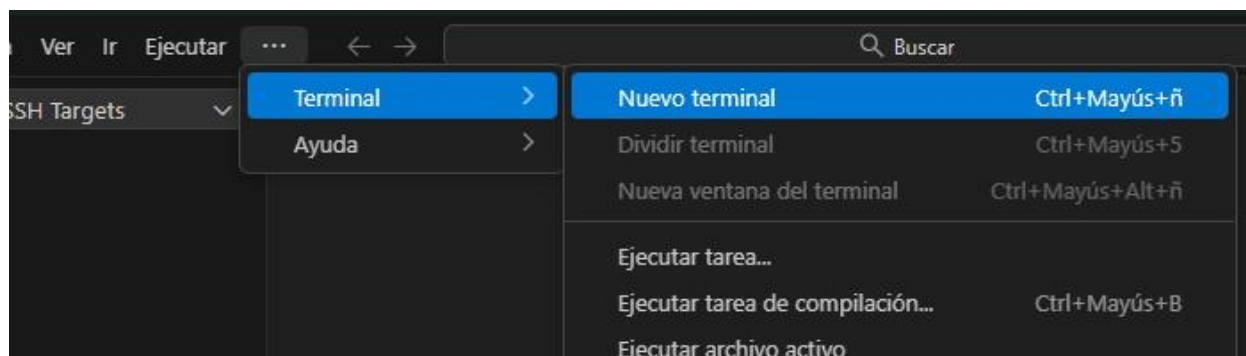 Ver Ir Ejecutar ... Buscar
SSH Targets
Terminal
Ayuda
Nuevo terminal Ctrl+Mayús+ñ
Dividir terminal Ctrl+Mayús+5
Nueva ventana del terminal Ctrl+Mayús+Alt+ñ
Ejecutar tarea...
Ejecutar tarea de compilación... Ctrl+Mayús+B
Ejecutar archivo activo